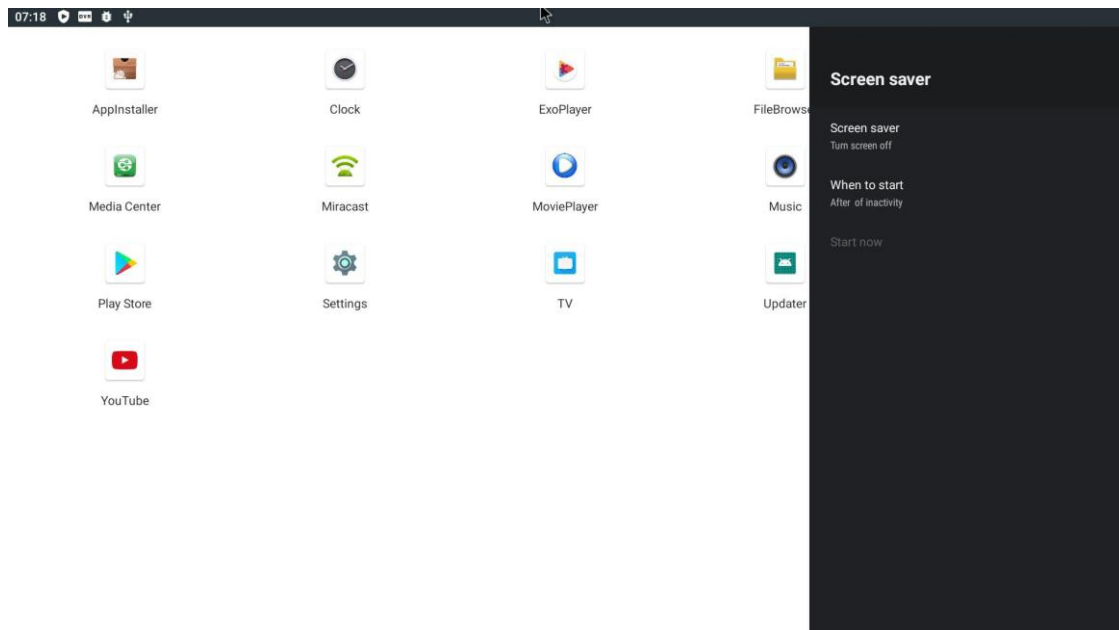 07:18
AppInstaller
Clock
ExoPlayer
FileBrowse
Media Center
Miracast
MoviePlayer
Music
Play Store
Settings
TV
Updater
YouTube
Screen saver
Screen saver
Turn screen off
When to start
After of inactivity
Start now